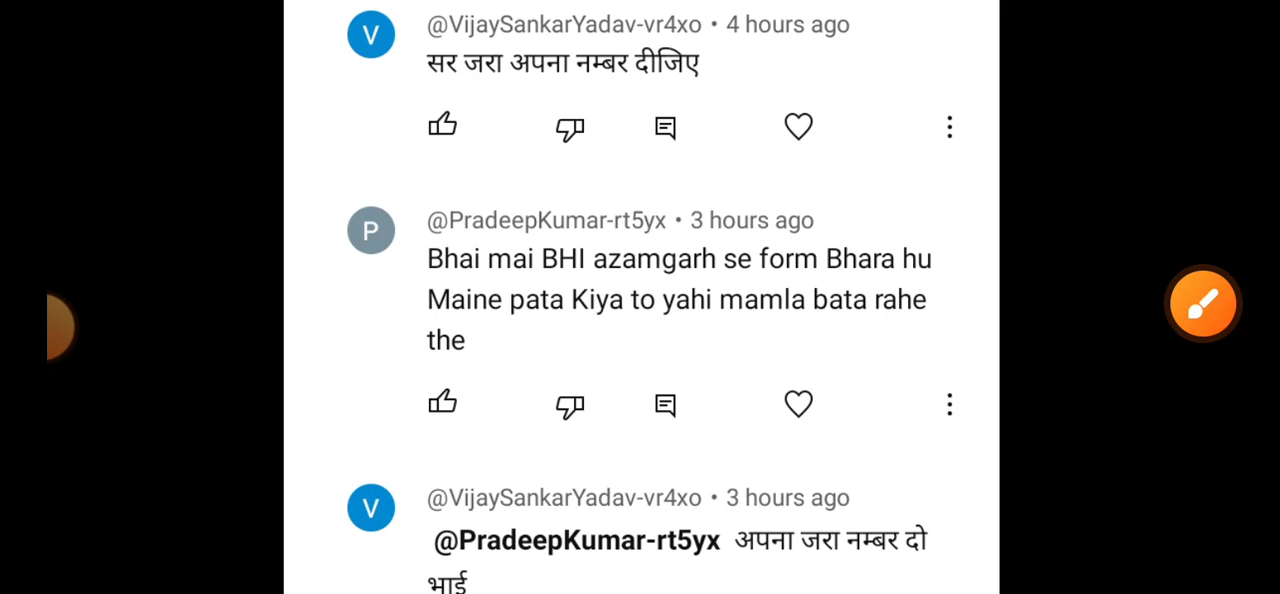 V
@VijaySankarYadav-vr4xo • 4 hours ago
सर जरा अपना नम्बर दीजिए
P
@PradeepKumar-rt5yx • 3 hours ago
Bhai mai BHI azamgarh se form Bhara hu
Maine pata Kiya to yahi mamla bata rahe
the
V
@VijaySankarYadav-vr4xo • 3 hours ago
@PradeepKumar-rt5yx अपना जरा नम्बर दो
भाई